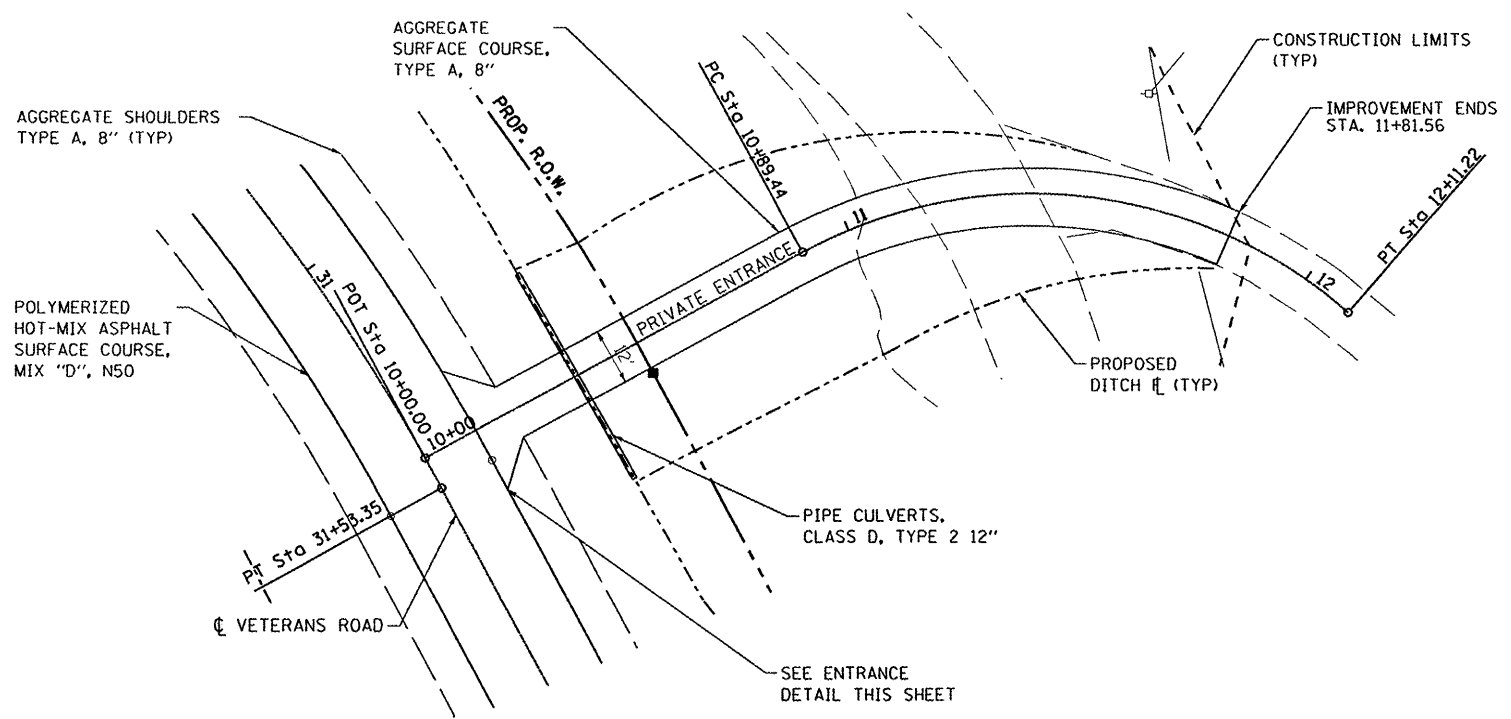 AGGREGATE
SURFACE COURSE,
TYPE A, 8"
CONSTRUCTION LIMITS
(TYP)
AGGREGATE SHOULDERS
TYPE A, 8" (TYP)
PROP. R.O.W.
PC Sta 10+89.44
IMPROVEMENT ENDS
STA. 11+81.56
PT Sta 12+11.22
11
12
PRIVATE ENTRANCE
12'
31
POT Sta 10+00.00
10+00
POLYMERIZED
HOT-MIX ASPHALT
SURFACE COURSE,
MIX "D", N50
PROPOSED
DITCH ℄ (TYP)
PT Sta 31+53.35
PIPE CULVERTS,
CLASS D, TYPE 2 12"
℄ VETERANS ROAD
SEE ENTRANCE
DETAIL THIS SHEET